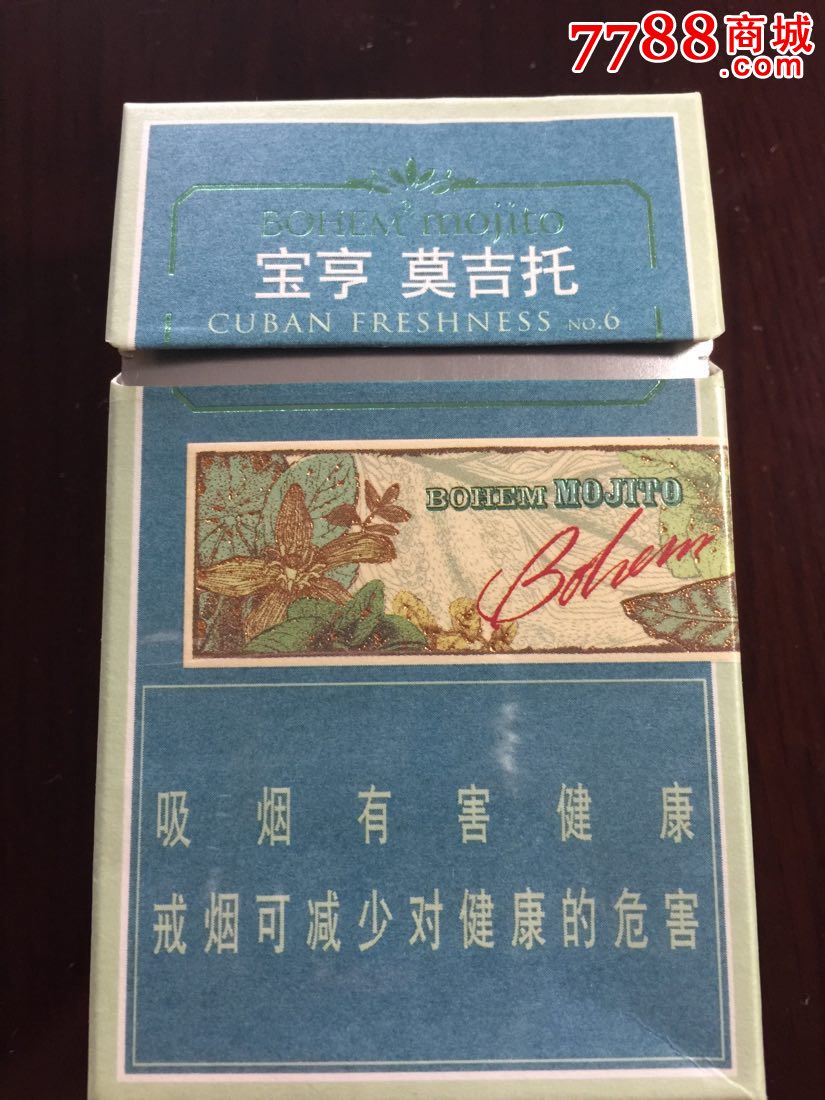 7788商城
.com
BOHEM mojito
宝亨 莫吉托
CUBAN FRESHNESS NO.6
BOHEM MOJITO
Bohem
吸烟有害健康
戒烟可减少对健康的危害